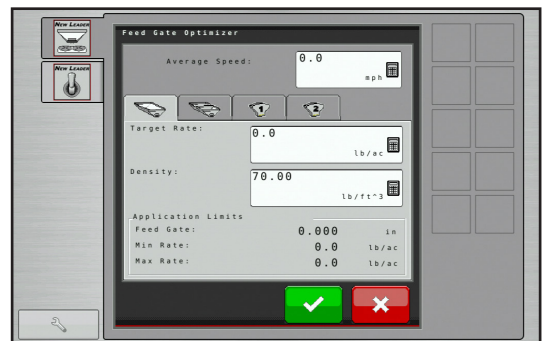 NEW LEADER
NEW LEADER
Feed Gate Optimizer
Average Speed:
0.0
mph
1
2
Target Rate:
0.0
lb/ac
Density:
70.00
lb/ft^3
Application Limits
Feed Gate: 0.000 in
Min Rate: 0.0 lb/ac
Max Rate: 0.0 lb/ac